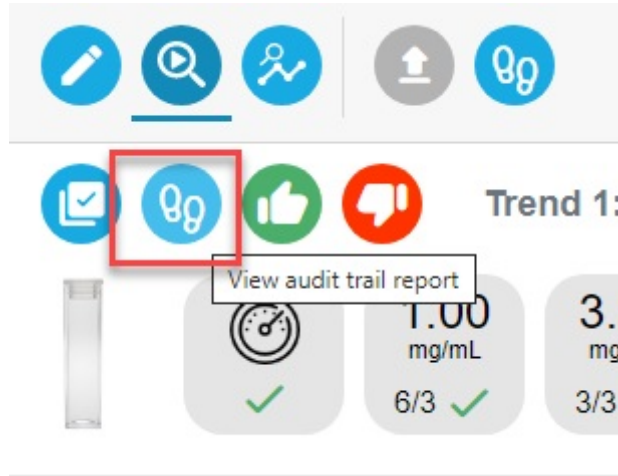 Trend 1:
View audit trail report
1.00
mg/mL
6/3
3.
mg
3/3